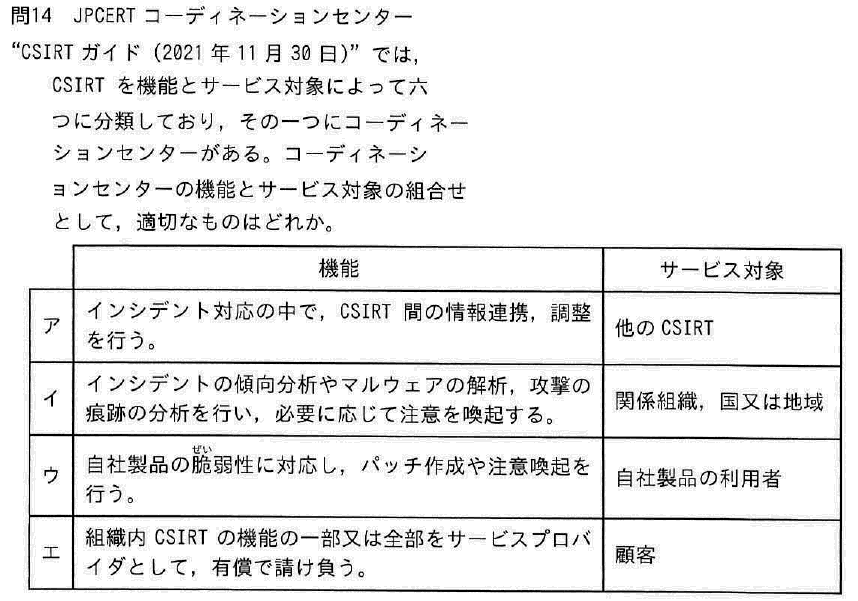 問14 JPCERT コーディネーションセンター
“CSIRT ガイド (2021 年 11 月 30 日)” では，
CSIRT を機能とサービス対象によって六
つに分類しており，その一つにコーディネー
ションセンターがある。コーディネーシ
ョンセンターの機能とサービス対象の組合せ
として，適切なものはどれか。
機能 サービス対象
ア インシデント対応の中で，CSIRT 間の情報連携，調整
を行う。 他の CSIRT
イ インシデントの傾向分析やマルウェアの解析，攻撃の
痕跡の分析を行い，必要に応じて注意を喚起する。 関係組織，国又は地域
ぜい
ウ 自社製品の脆弱性に対応し，パッチ作成や注意喚起を
行う。 自社製品の利用者
エ 組織内 CSIRT の機能の一部又は全部をサービスプロバ
イダとして，有償で請け負う。 顧客